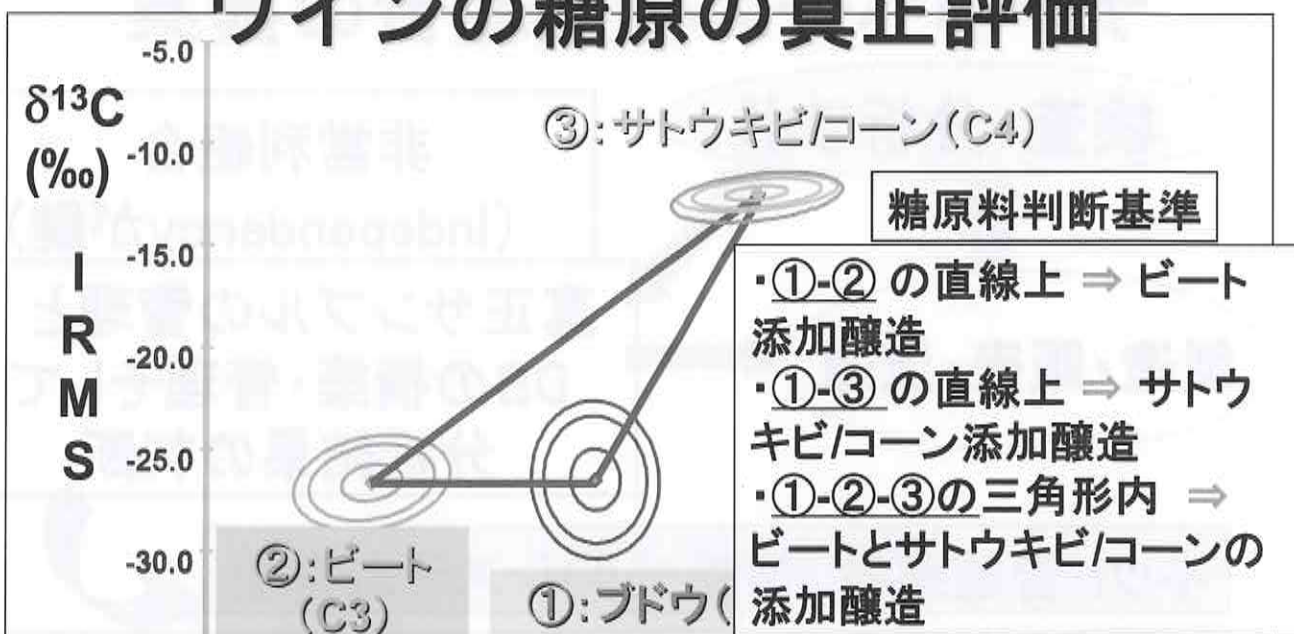 ワインの糖原の真正評価
δ¹³C
(‰)
I
R
M
S
-5.0
-10.0
-15.0
-20.0
-25.0
-30.0
③:サトウキビ/コーン(C4)
糖原料判断基準
・①-② の直線上 ⇒ ビート
添加醸造
・①-③ の直線上 ⇒ サトウ
キビ/コーン添加醸造
・①-②-③の三角形内 ⇒
ビートとサトウキビ/コーンの
添加醸造
②:ビート
(C3)
①:ブドウ(